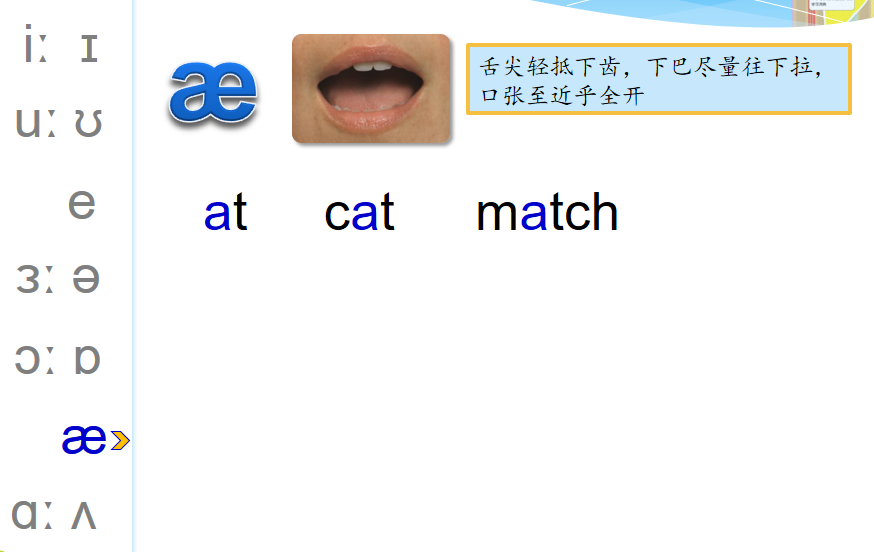 iː ɪ
uː ʊ
e
ɜː ə
ɔː ɒ
æ
ɑː ʌ
æ
舌尖轻抵下齿，下巴尽量往下拉，
口张至近乎全开
at cat match